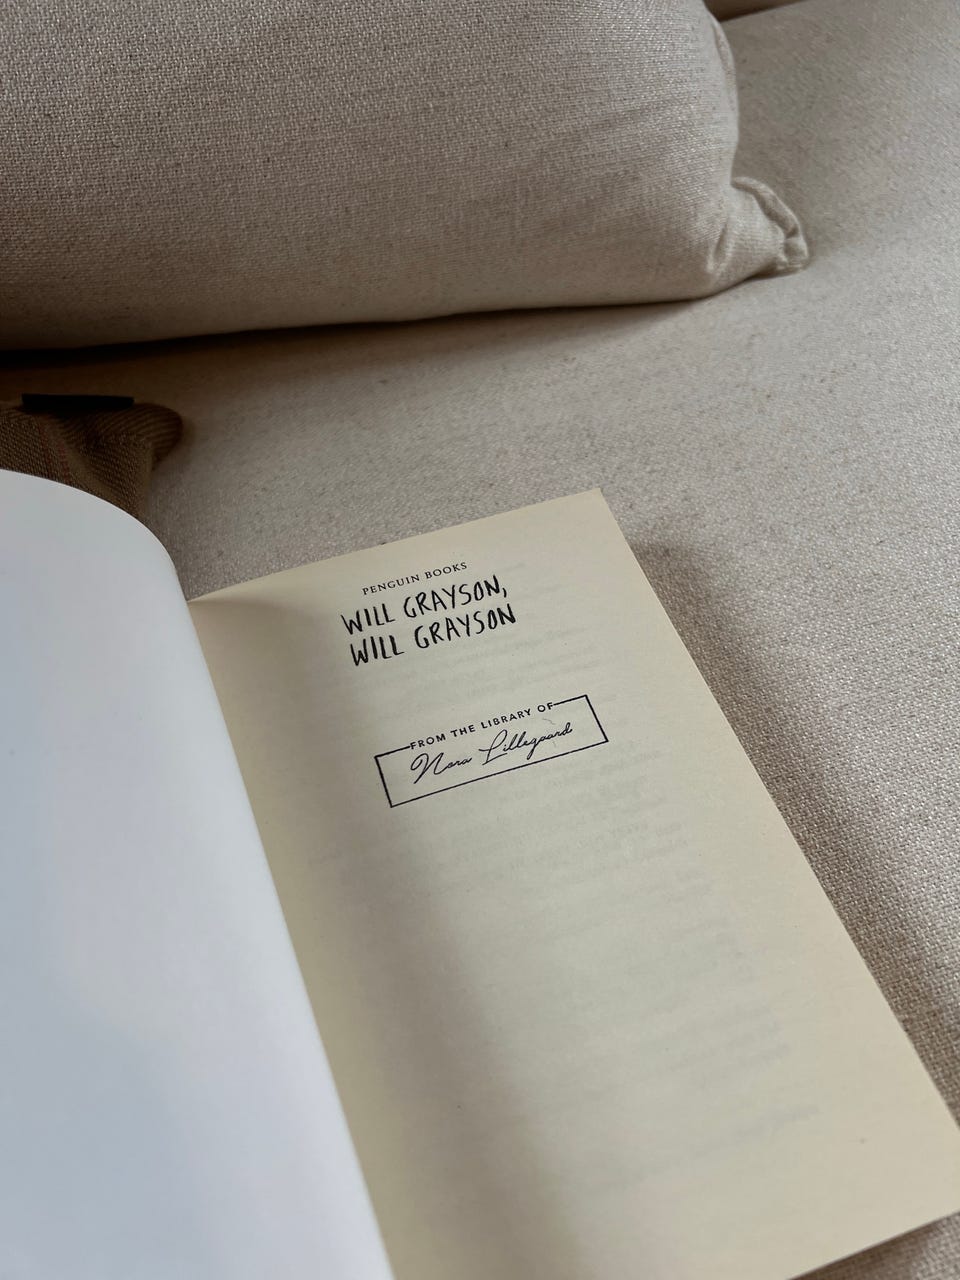 PENGUIN BOOKS
WILL GRAYSON,
WILL GRAYSON
FROM THE LIBRARY OF
Nora Lillegaard